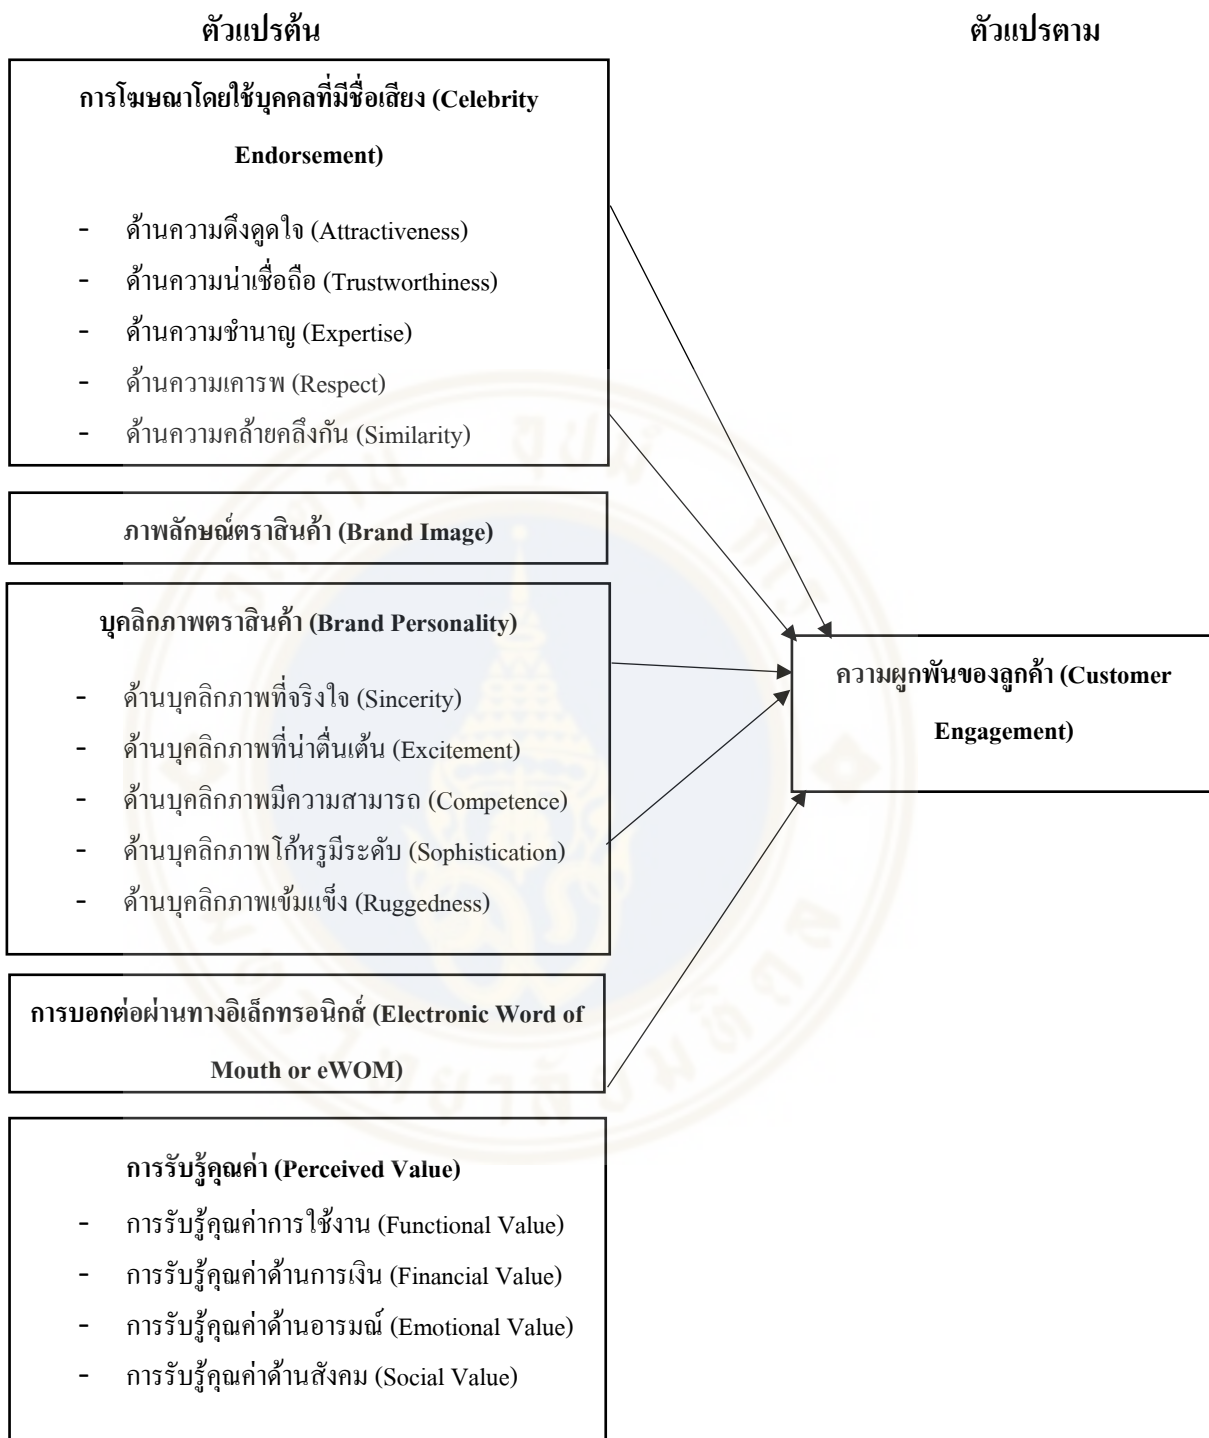 ตัวแปรต้น
ตัวแปรตาม
การโฆษณาโดยใช้บุคคลที่มีชื่อเสียง (Celebrity
Endorsement)
- ด้านความดึงดูดใจ (Attractiveness)
- ด้านความน่าเชื่อถือ (Trustworthiness)
- ด้านความชำนาญ (Expertise)
- ด้านความเคารพ (Respect)
- ด้านความคล้ายคลึงกัน (Similarity)
ภาพลักษณ์ตราสินค้า (Brand Image)
บุคลิกภาพตราสินค้า (Brand Personality)
- ด้านบุคลิกภาพที่จริงใจ (Sincerity)
- ด้านบุคลิกภาพที่น่าตื่นเต้น (Excitement)
- ด้านบุคลิกภาพมีความสามารถ (Competence)
- ด้านบุคลิกภาพโก้หรูมีระดับ (Sophistication)
- ด้านบุคลิกภาพเข้มแข็ง (Ruggedness)
การบอกต่อผ่านทางอิเล็กทรอนิกส์ (Electronic Word of
Mouth or eWOM)
การรับรู้คุณค่า (Perceived Value)
- การรับรู้คุณค่าการใช้งาน (Functional Value)
- การรับรู้คุณค่าด้านการเงิน (Financial Value)
- การรับรู้คุณค่าด้านอารมณ์ (Emotional Value)
- การรับรู้คุณค่าด้านสังคม (Social Value)
ความผูกพันของลูกค้า (Customer
Engagement)